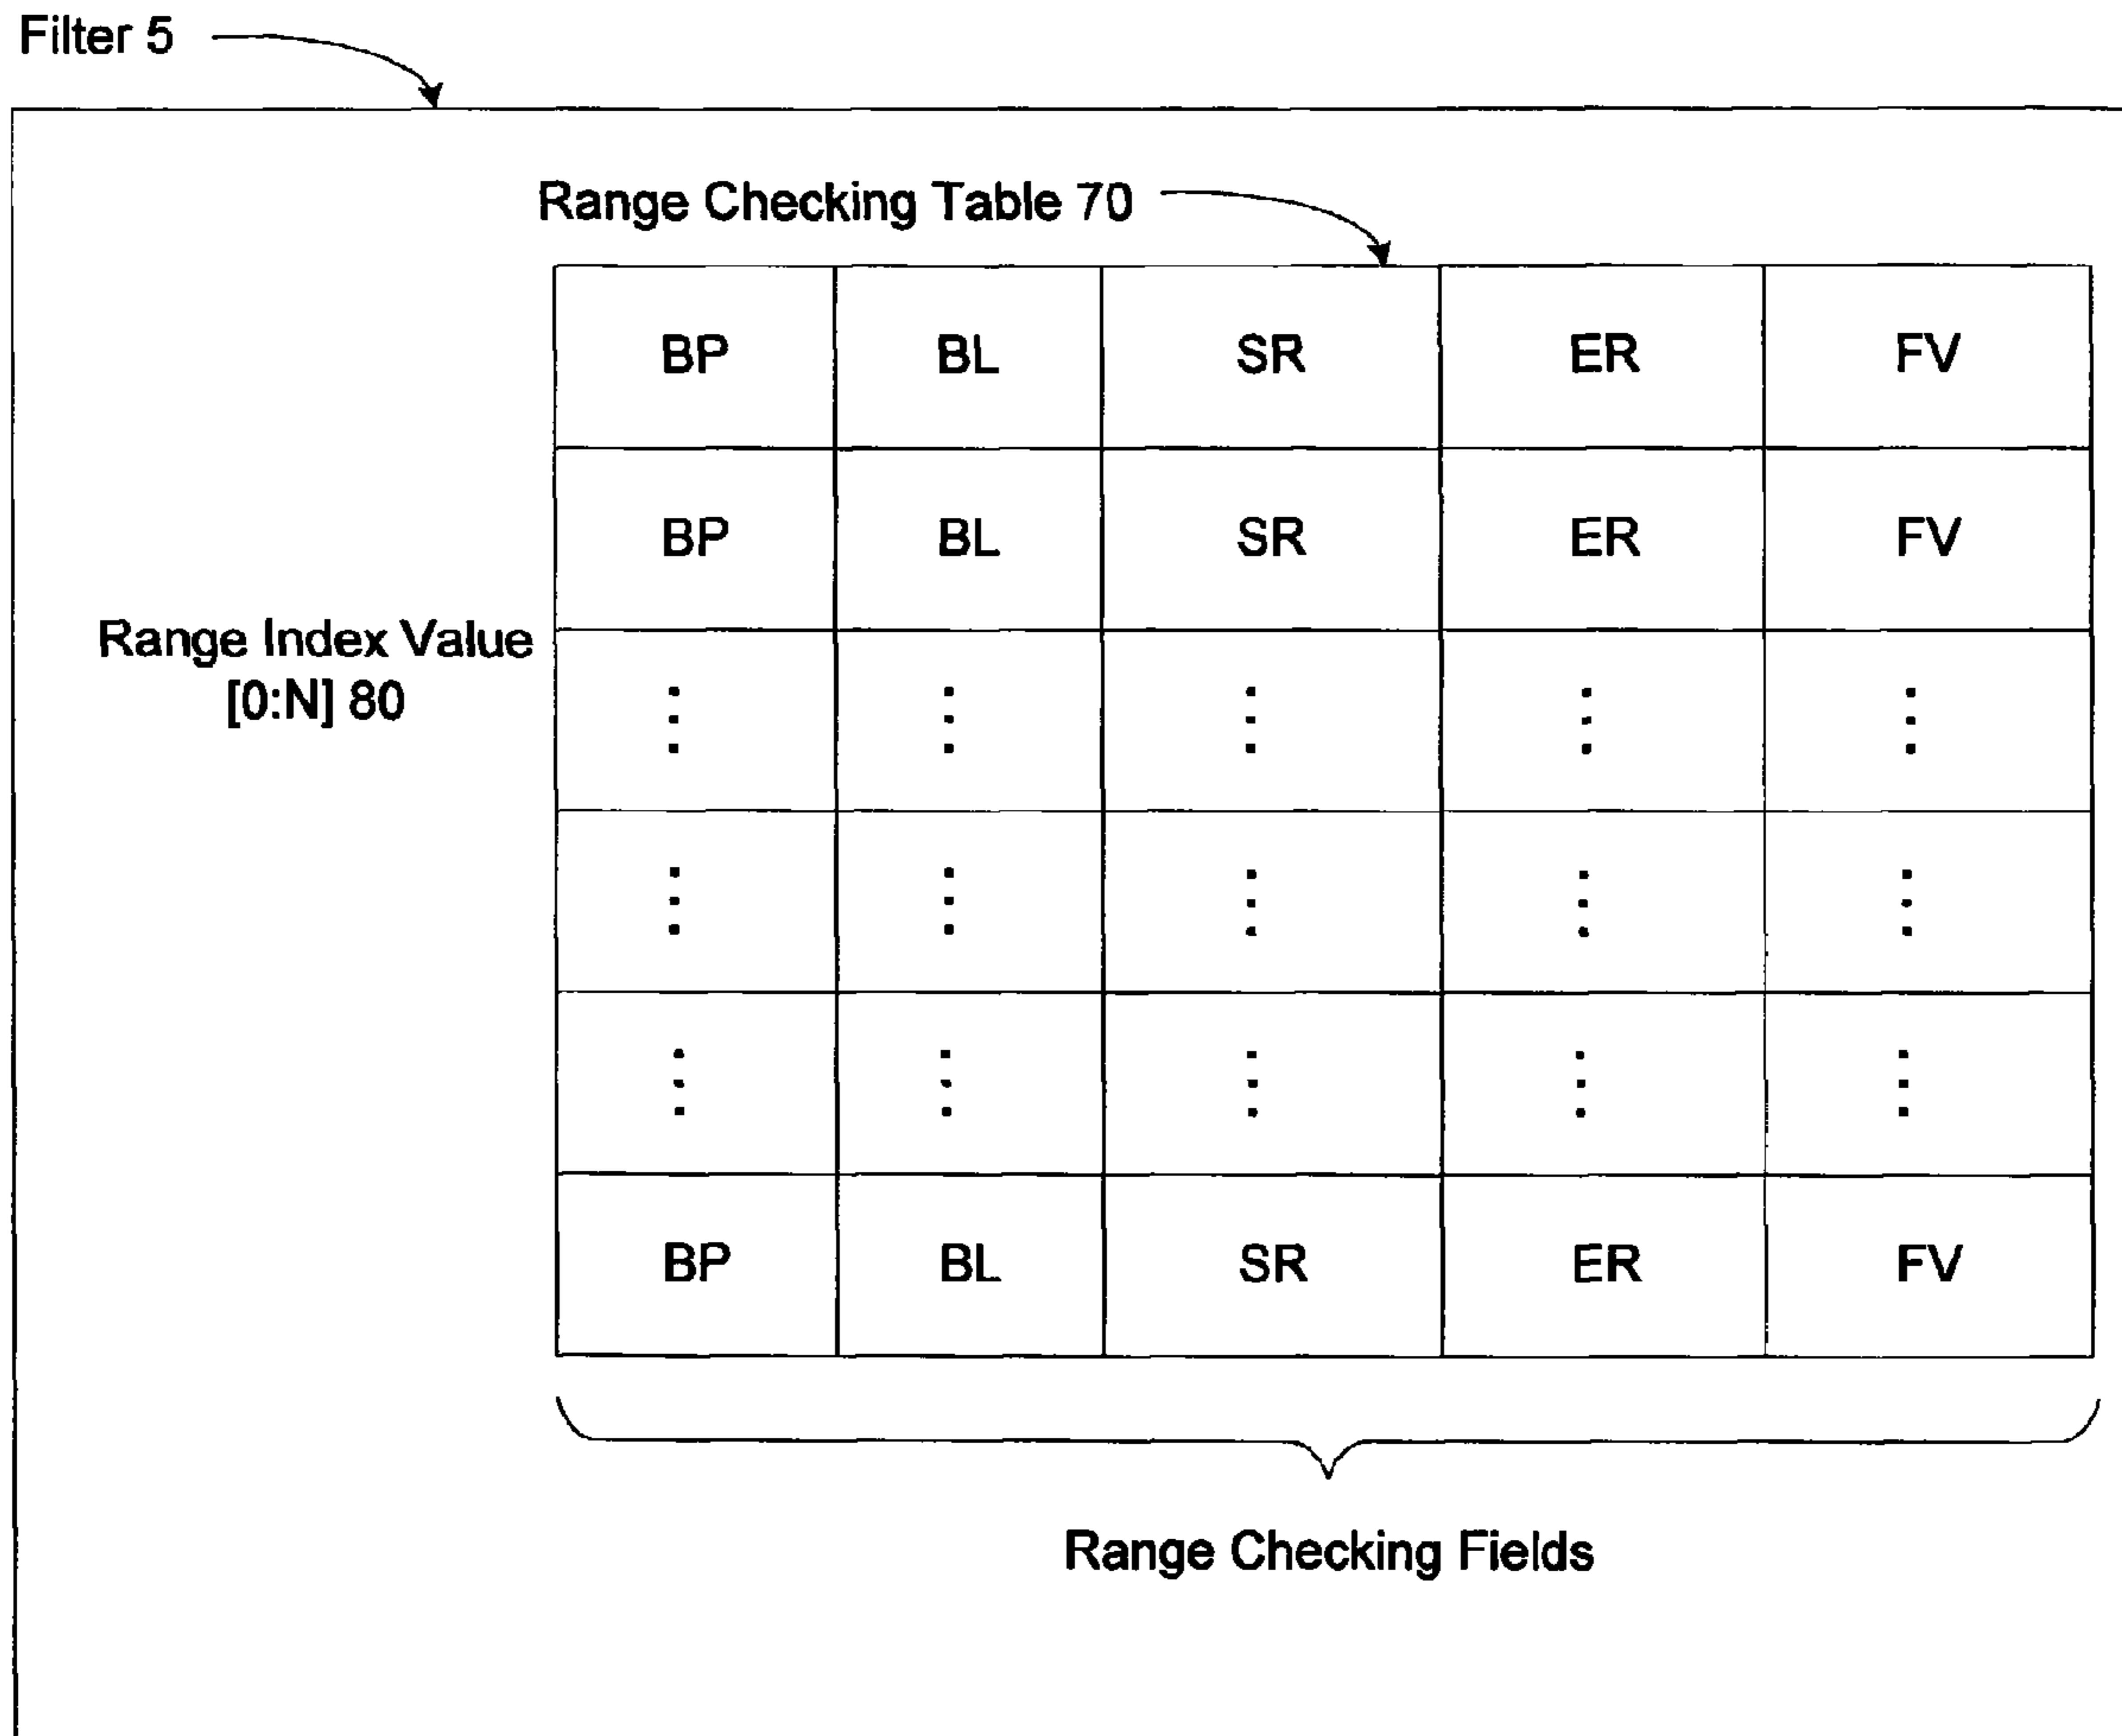 Filter 5
Range Checking Table 70
BP BL SR ER FV
BP BL SR ER FV
Range Index Value
[0:N] 80
BP BL SR ER FV
Range Checking Fields